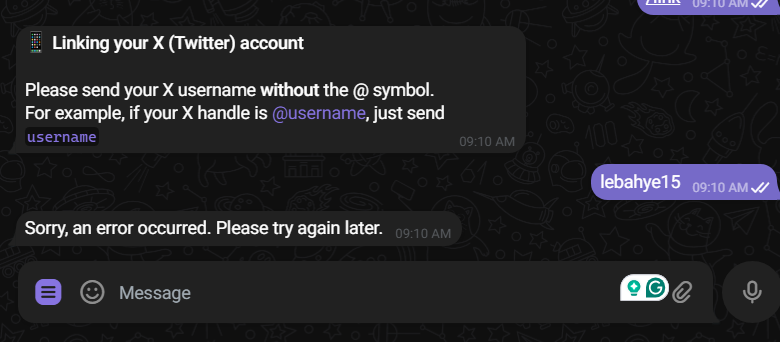 /link 09:10 AM
Linking your X (Twitter) account
Please send your X username without the @ symbol.
For example, if your X handle is @username, just send
username
09:10 AM
lebahye15 09:10 AM
Sorry, an error occurred. Please try again later. 09:10 AM
Message